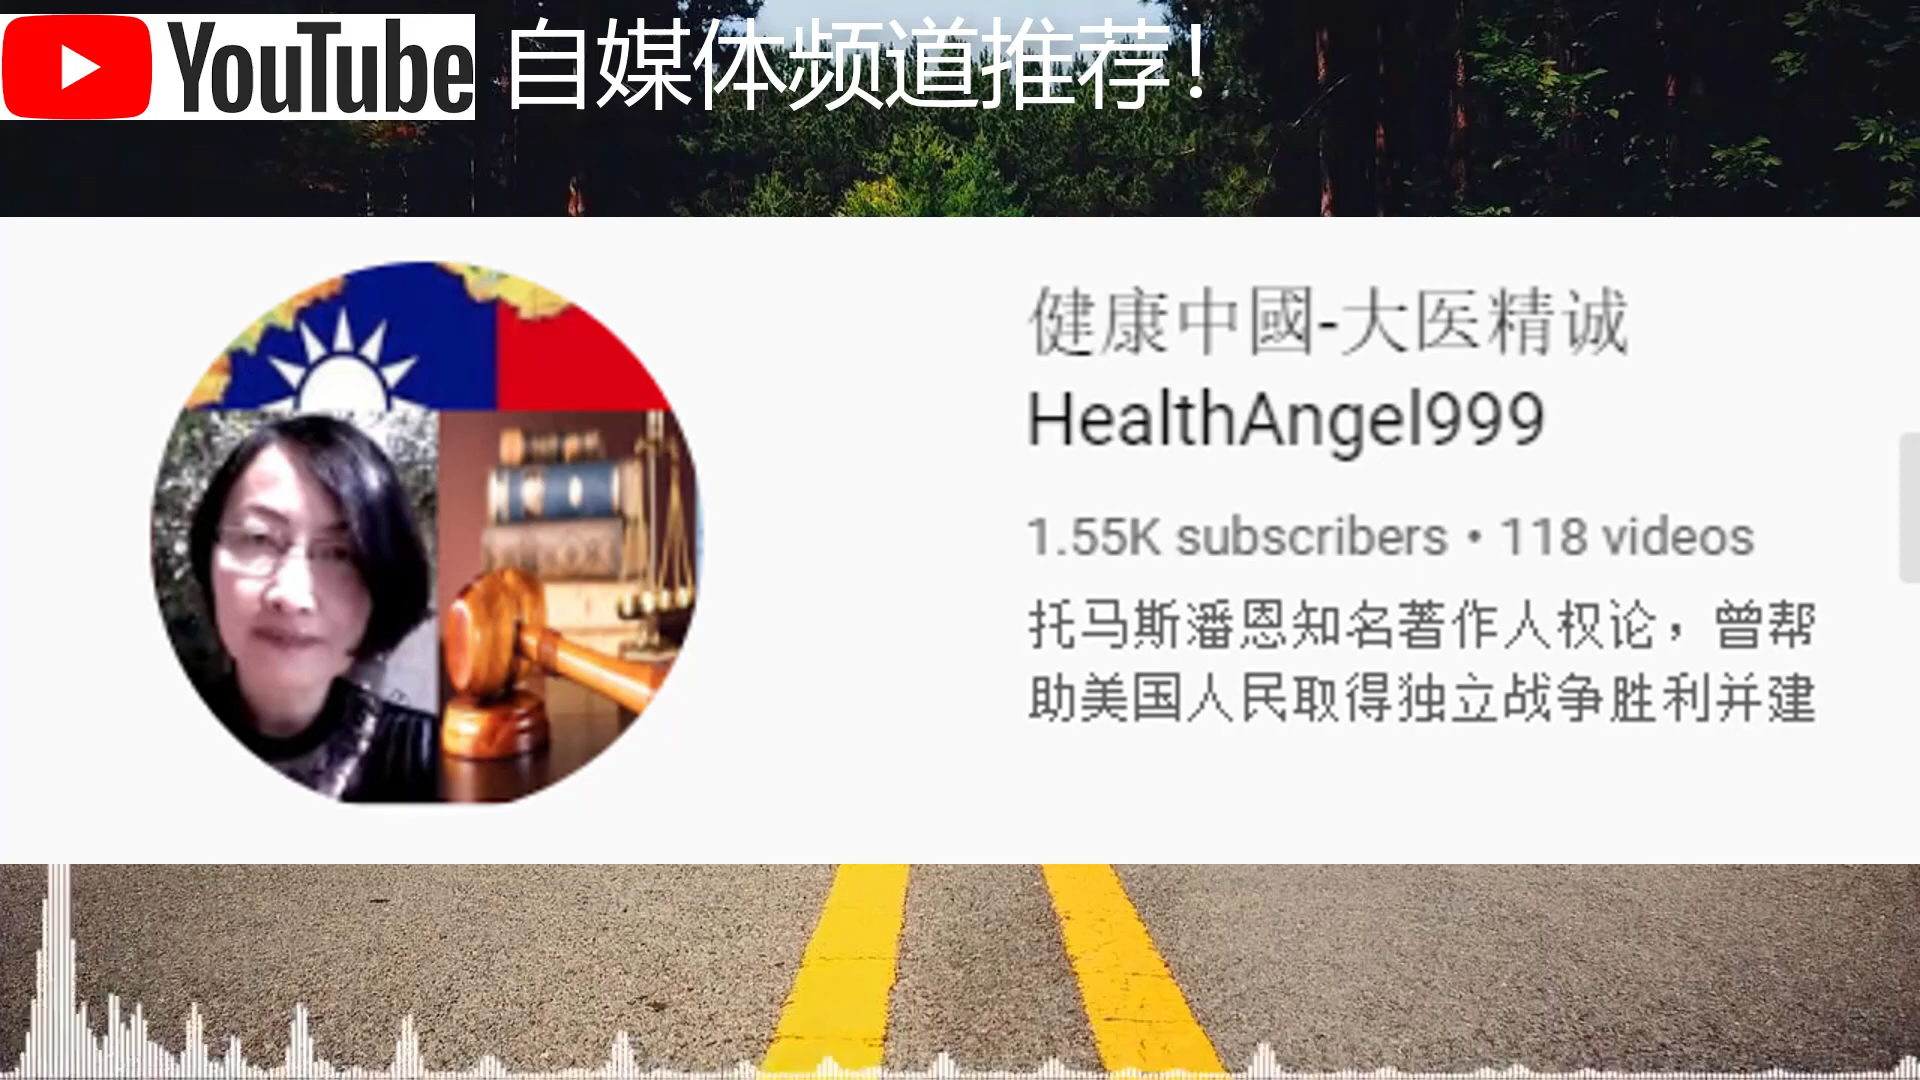 YouTube 自媒体频道推荐！
健康中國-大医精诚
HealthAngel999
1.55K subscribers • 118 videos
托马斯潘恩知名著作人权论，曾帮
助美国人民取得独立战争胜利并建